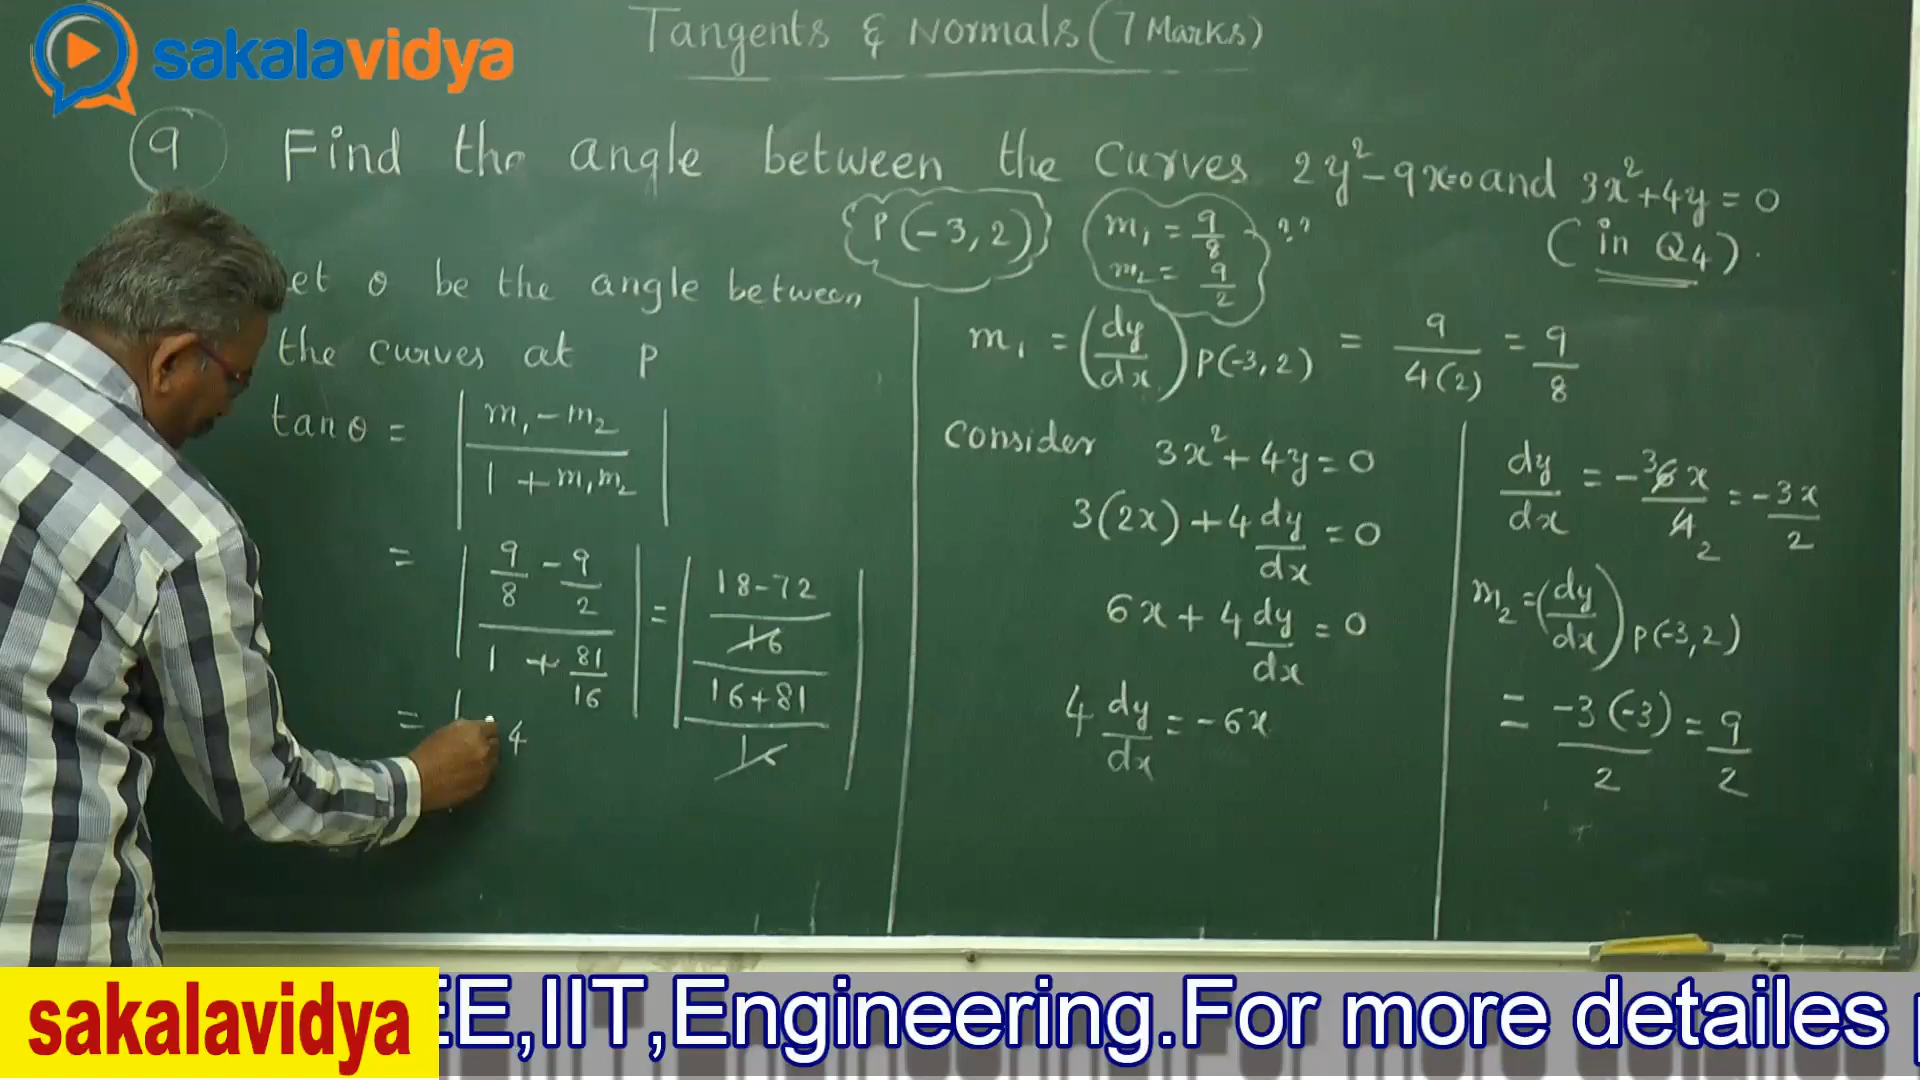 sakalavidya
Tangents & Normals (7 Marks)
9 Find the angle between the curves 2y²-9x=0 and 3x²+4y=0
(in Q4).
P(-3,2)
m₁ = 9/8 - ??
m₂ = 9/2
et θ be the angle between
the curves at P
tanθ = | (m₁-m₂)/(1+m₁m₂) |
= | (9/8 - 9/2)/(1 + 81/16) | = | ((18-72)/16)/((16+81)/16) |
= | 4
m₁ = (dy/dx) P(-3,2) = 9/4(2) = 9/8
consider 3x²+4y=0
3(2x)+4 dy/dx = 0
6x+4 dy/dx = 0
4 dy/dx = -6x
dy/dx = -³6x/4₂ = -3x/2
m₂ = (dy/dx) P(-3,2)
= -3(-3)/2 = 9/2
sakalavidya
EE,IIT,Engineering.For more detailes